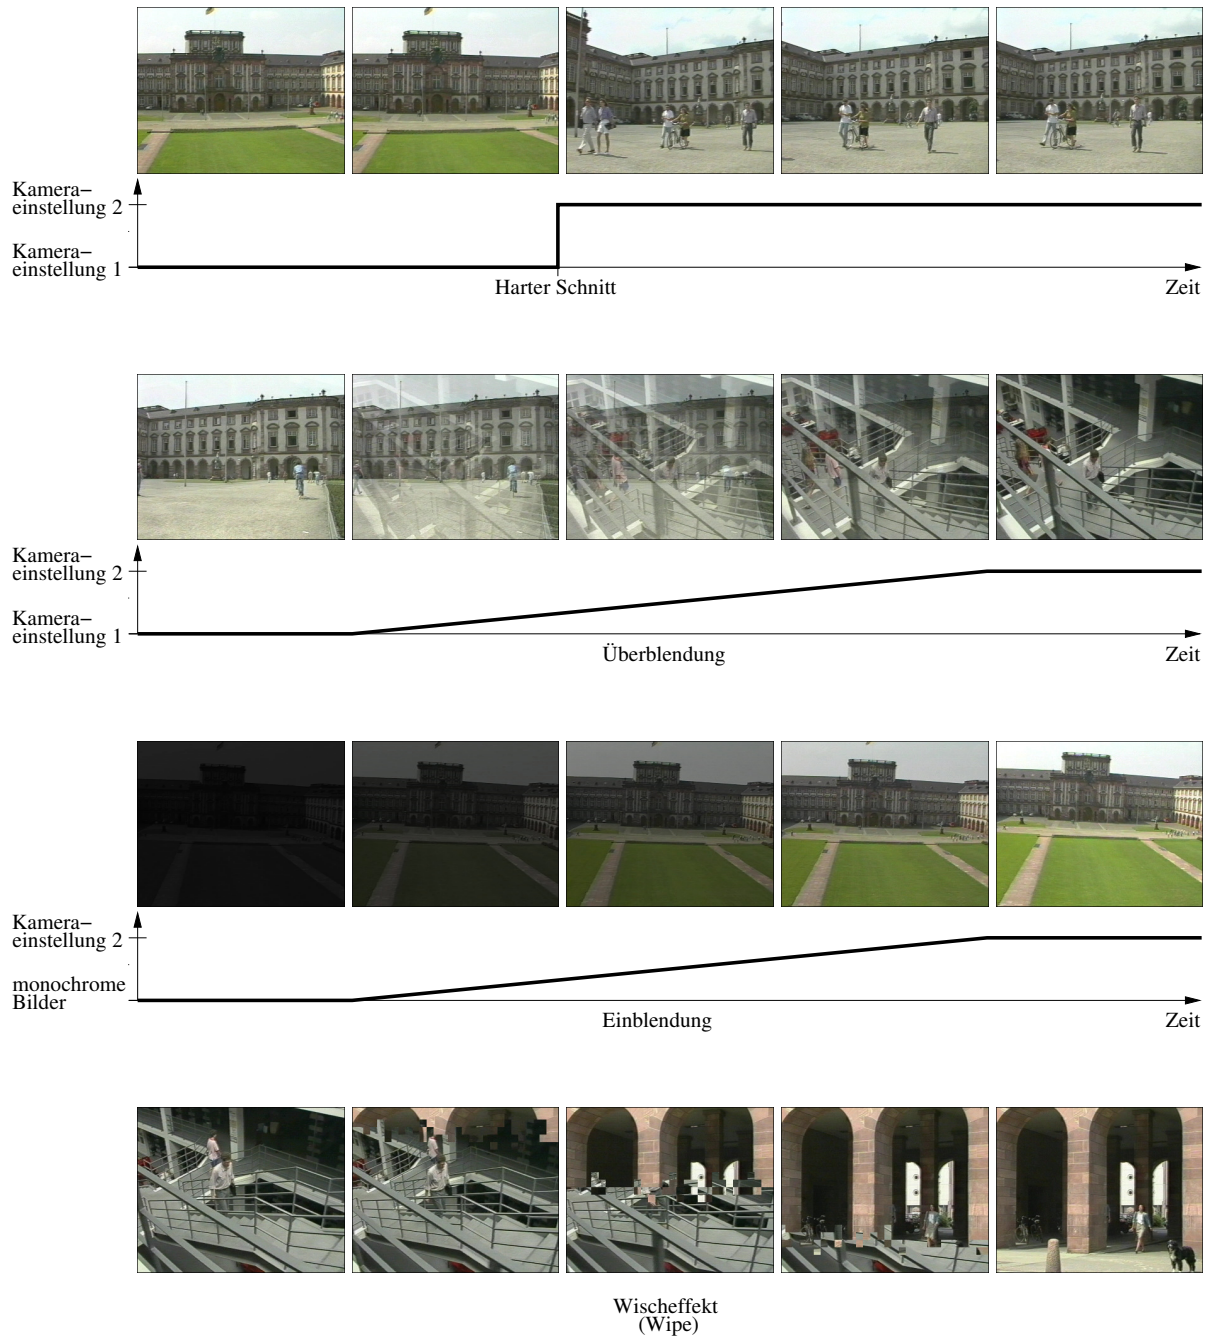 Kamera−
einstellung 2
Kamera−
einstellung 1
Harter Schnitt
Zeit
Kamera−
einstellung 2
Kamera−
einstellung 1
Überblendung
Zeit
Kamera−
einstellung 2
monochrome
Bilder
Einblendung
Zeit
Wischeffekt
(Wipe)